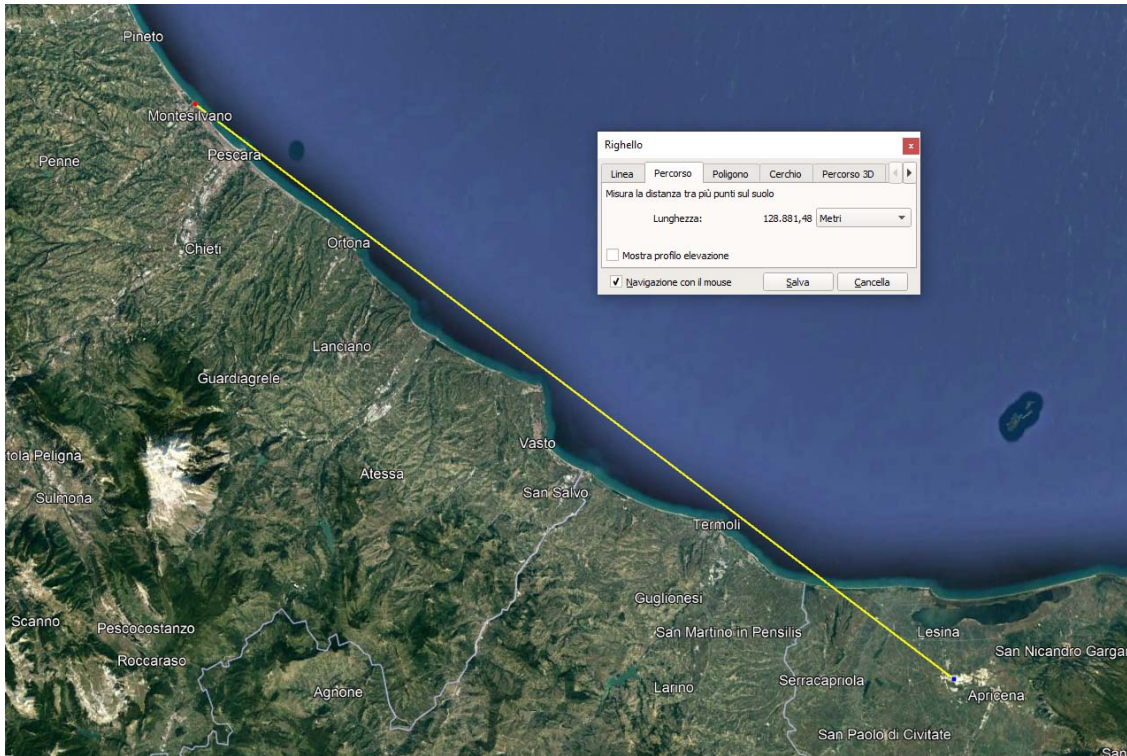 Pineto
Montesilvano
Penne
Pescara
Chieti
Ortona
Lanciano
Guardiagrele
tola Peligna
Sulmona
Atessa
Vasto
San Salvo
Termoli
Scanno
Pescocostanzo
Roccaraso
Agnone
Guglionesi
San Martino in Pensilis
Larino
Serracapriola
Lesina
San Nicandro Gargar
Apricena
San Paolo di Civitate
San
Righello
x
Linea Percorso Poligono Cerchio Percorso 3D
Misura la distanza tra più punti sul suolo
Lunghezza: 128.881,48 Metri
Mostra profilo elevazione
Navigazione con il mouse Salva Cancella